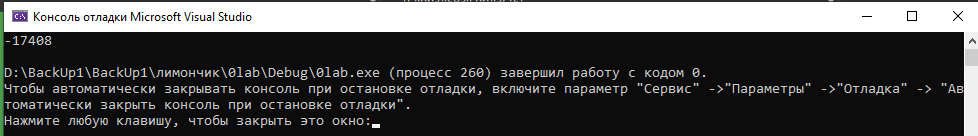 Консоль отладки Microsoft Visual Studio
-17408
D:\BackUp1\BackUp1\лимончик\0lab\Debug\0lab.exe (процесс 260) завершил работу с кодом 0.
Чтобы автоматически закрывать консоль при остановке отладки, включите параметр "Сервис" ->"Параметры" ->"Отладка" -> "Ав
томатически закрыть консоль при остановке отладки".
Нажмите любую клавишу, чтобы закрыть это окно: